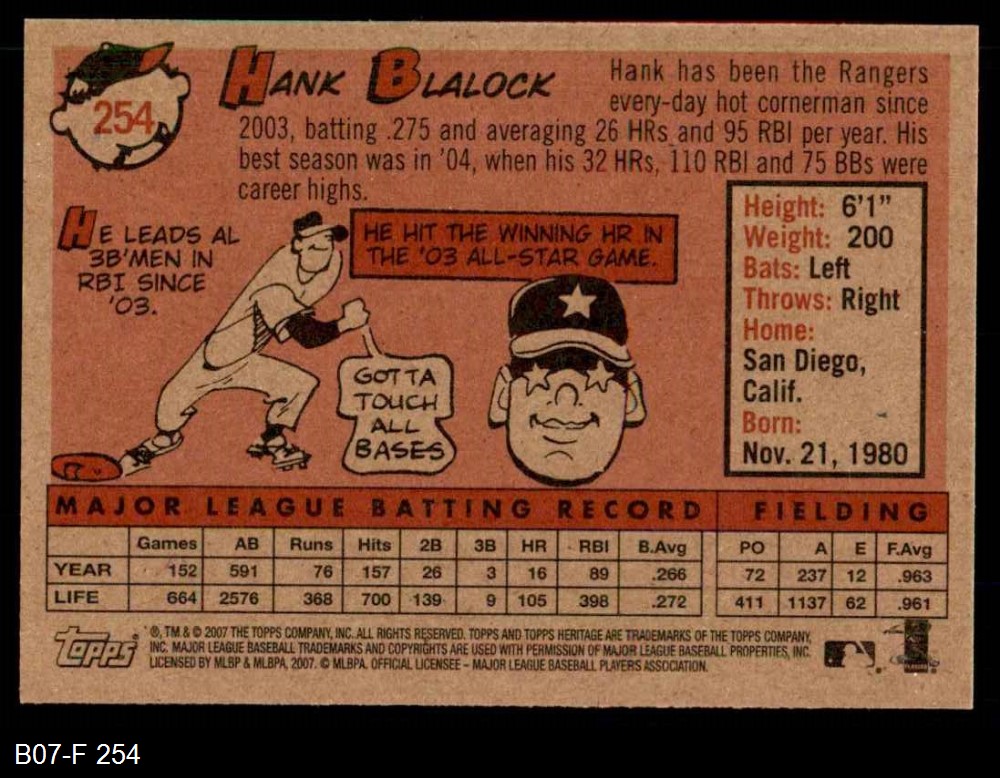 254
HANK BLALOCK
Hank has been the Rangers
every-day hot cornerman since
2003, batting .275 and averaging 26 HRs and 95 RBI per year. His
best season was in '04, when his 32 HRs, 110 RBI and 75 BBs were
career highs.
HE LEADS AL
3B'MEN IN
RBI SINCE
'03.
HE HIT THE WINNING HR IN
THE '03 ALL-STAR GAME.
GOTTA
TOUCH
ALL
BASES
Height: 6'1"
Weight: 200
Bats: Left
Throws: Right
Home:
San Diego,
Calif.
Born:
Nov. 21, 1980
MAJOR LEAGUE BATTING RECORD FIELDING
Games AB Runs Hits 2B 3B HR RBI B.Avg PO A E F.Avg
YEAR 152 591 76 157 26 3 16 89 .266 72 237 12 .963
LIFE 664 2576 368 700 139 9 105 398 .272 411 1137 62 .961
Topps
®, TM & © 2007 THE TOPPS COMPANY, INC. ALL RIGHTS RESERVED. TOPPS AND TOPPS HERITAGE ARE TRADEMARKS OF THE TOPPS COMPANY,
INC. MAJOR LEAGUE BASEBALL TRADEMARKS AND COPYRIGHTS ARE USED WITH PERMISSION OF MAJOR LEAGUE BASEBALL PROPERTIES, INC.
LICENSED BY MLBP & MLBPA, 2007. © MLBPA. OFFICIAL LICENSEE – MAJOR LEAGUE BASEBALL PLAYERS ASSOCIATION.
B07-F 254